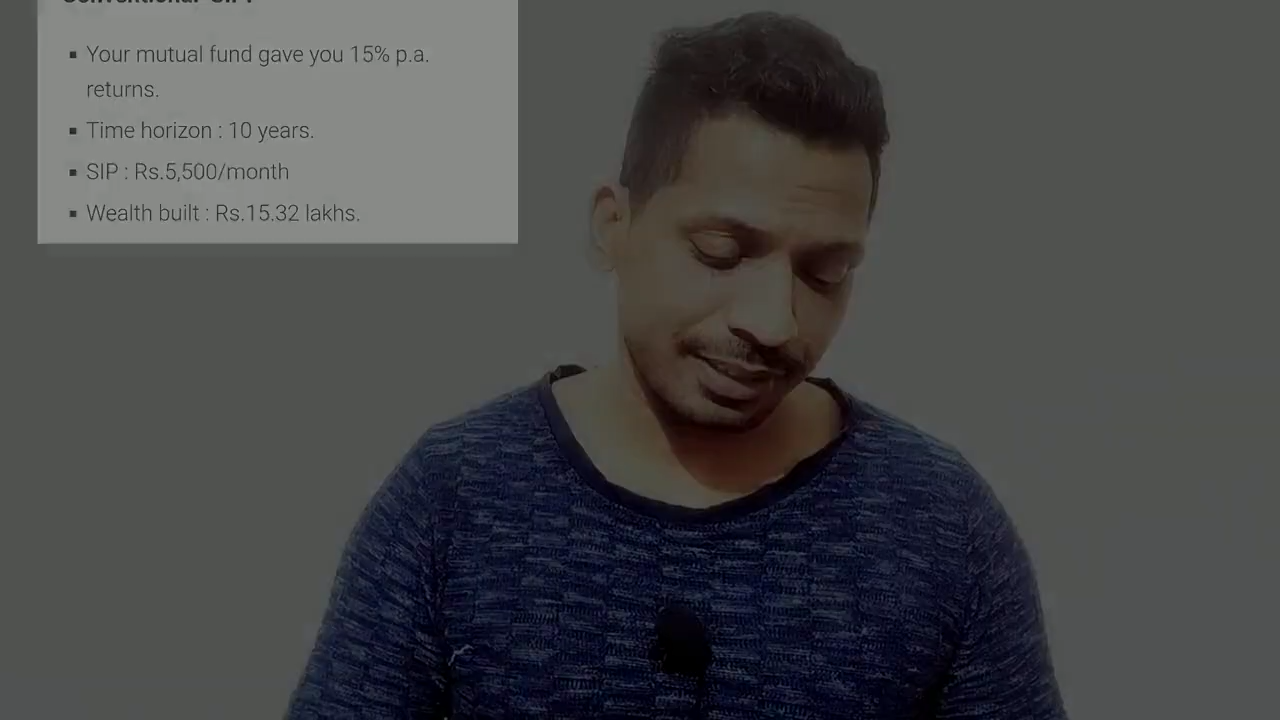 ▪ Your mutual fund gave you 15% p.a.
returns.
▪ Time horizon : 10 years.
▪ SIP : Rs.5,500/month
▪ Wealth built : Rs.15.32 lakhs.